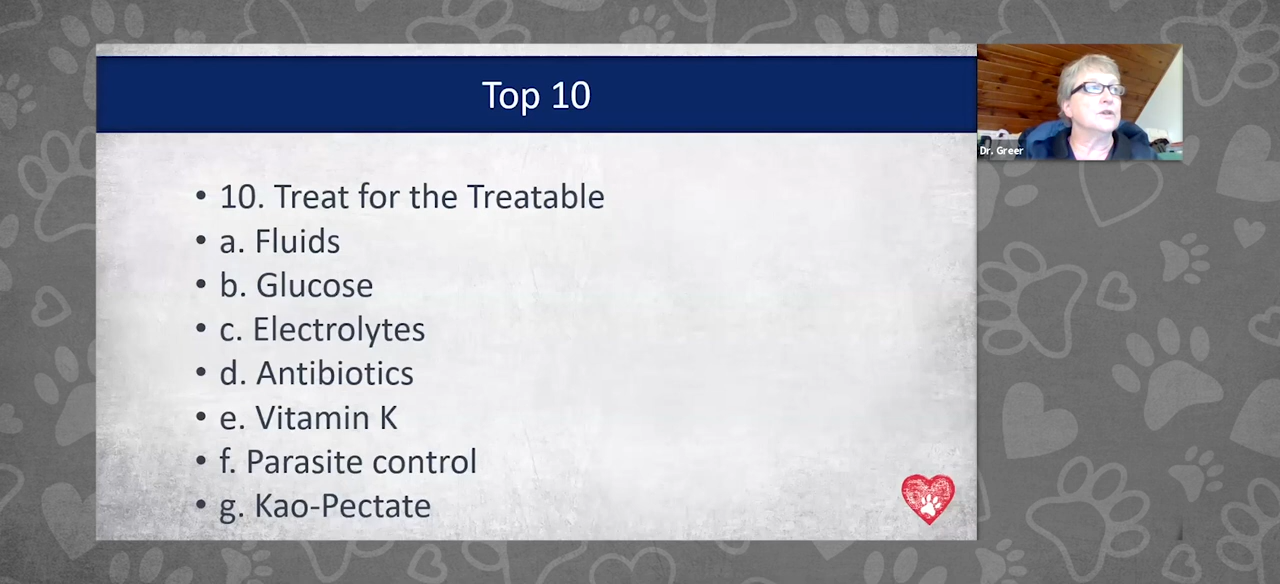 Top 10
• 10. Treat for the Treatable
• a. Fluids
• b. Glucose
• c. Electrolytes
• d. Antibiotics
• e. Vitamin K
• f. Parasite control
• g. Kao-Pectate
Dr. Greer